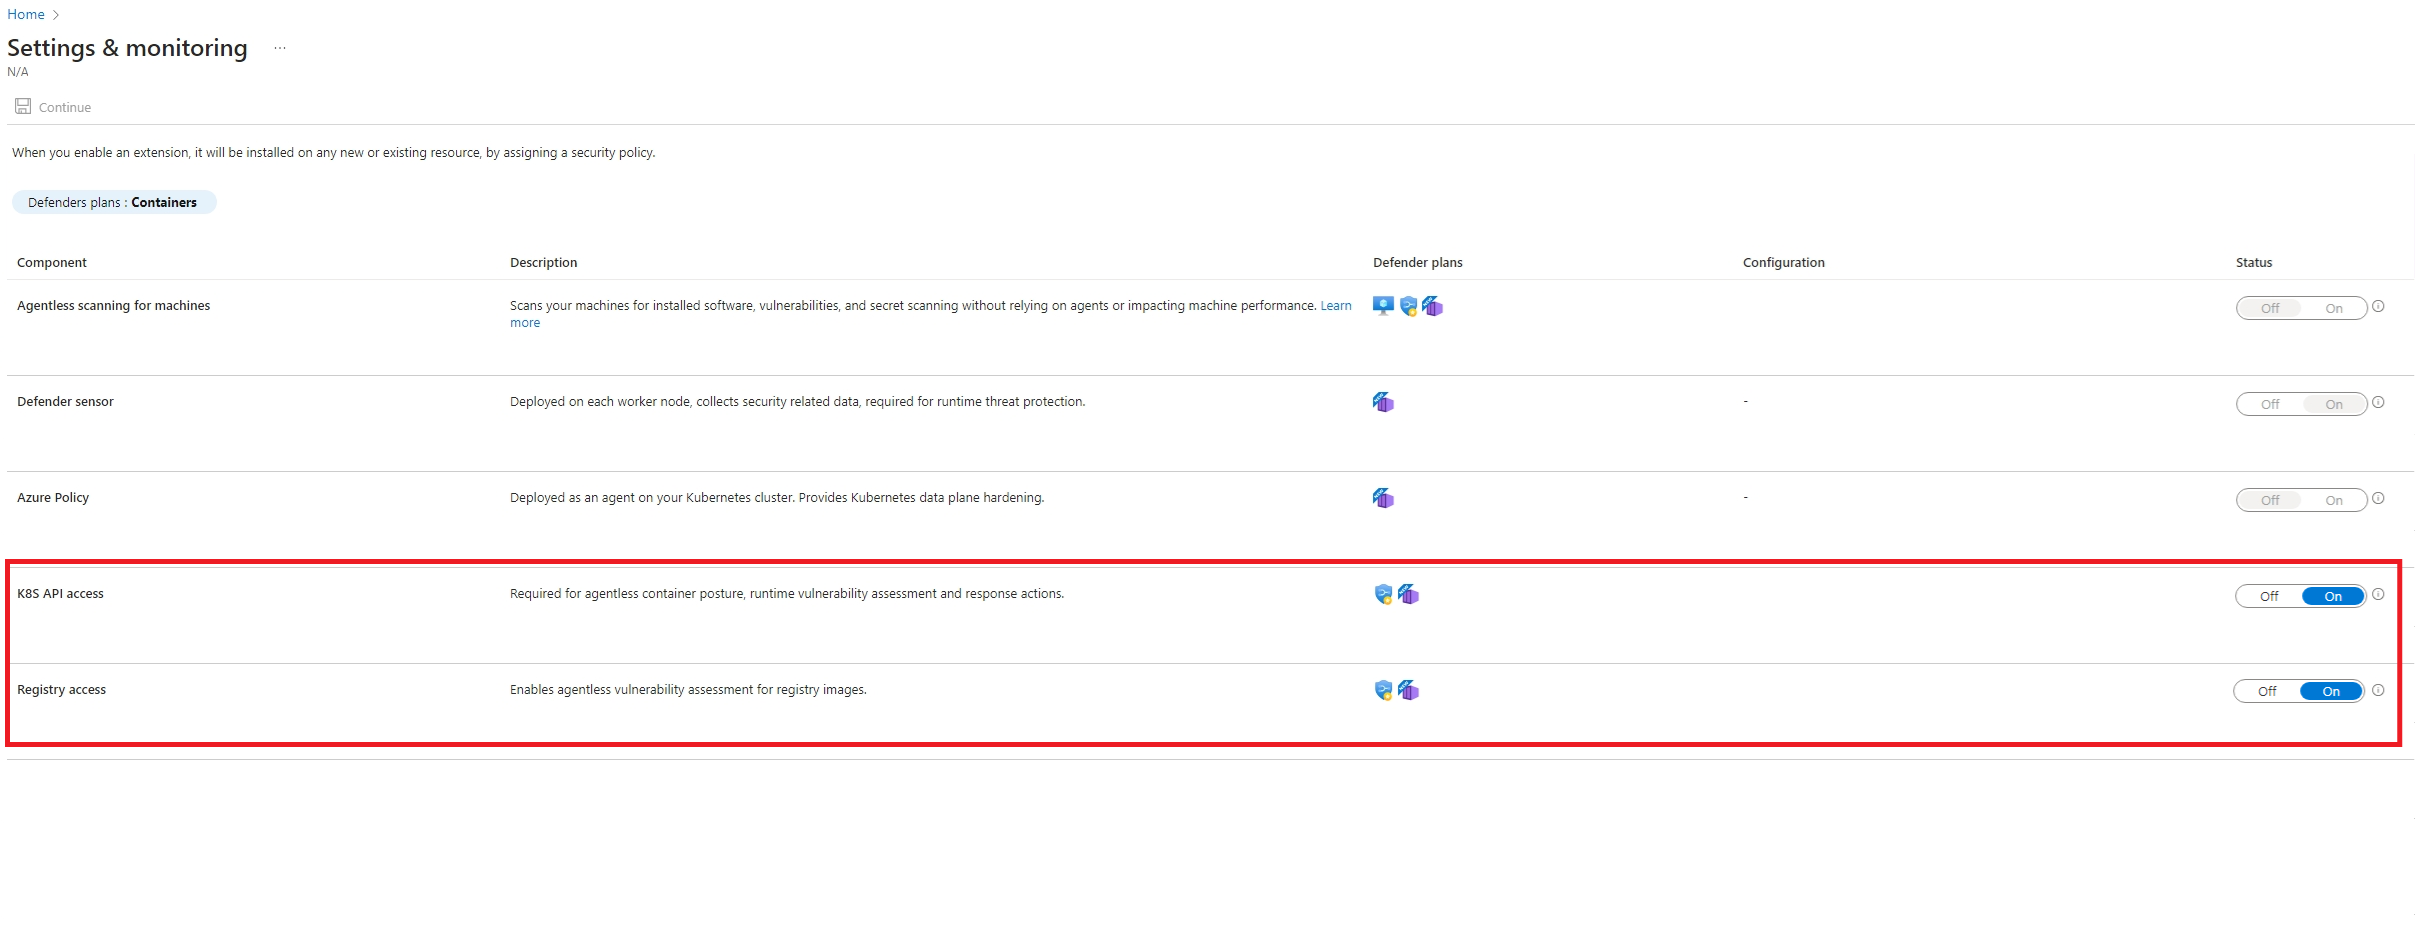 Home
Settings & monitoring ...
N/A
Continue
When you enable an extension, it will be installed on any new or existing resource, by assigning a security policy.
Defenders plans : Containers
Component Description Defender plans Configuration Status
Agentless scanning for machines Scans your machines for installed software, vulnerabilities, and secret scanning without relying on agents or impacting machine performance. Learn Off On
more
Defender sensor Deployed on each worker node, collects security related data, required for runtime threat protection. - Off On
Azure Policy Deployed as an agent on your Kubernetes cluster. Provides Kubernetes data plane hardening. - Off On
K8S API access Required for agentless container posture, runtime vulnerability assessment and response actions. Off On
Registry access Enables agentless vulnerability assessment for registry images. Off On